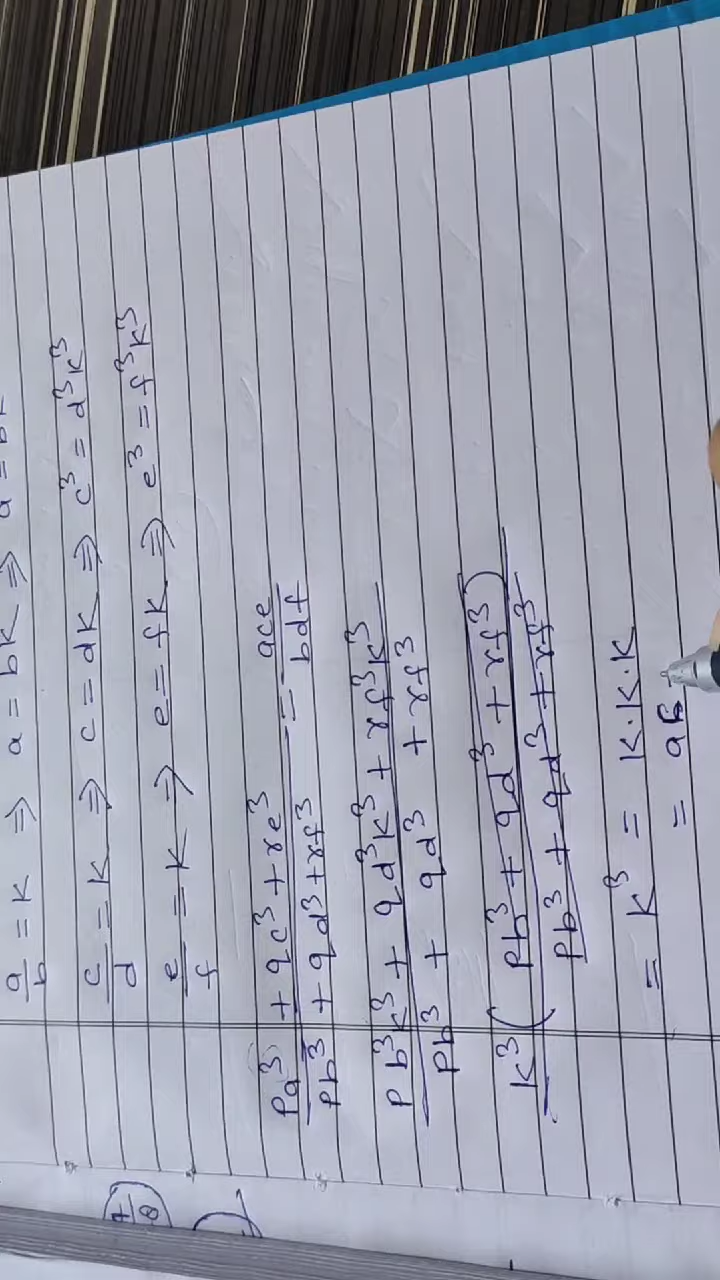 a/b = K ⇒ a = bK ⇒
c/d = K ⇒ c = dK ⇒ c³ = d³K³
e/f = K ⇒ e = fK ⇒ e³ = f³K³
Pa³ + qc³ + re³ / Pb³ + qd³ + rf³ = ace / bdf
Pb³K³ + qd³K³ + rf³K³ / Pb³ + qd³ + rf³
K³(Pb³ + qd³ + rf³) / Pb³ + qd³ + rf³
= K³ = K.K.K
= a